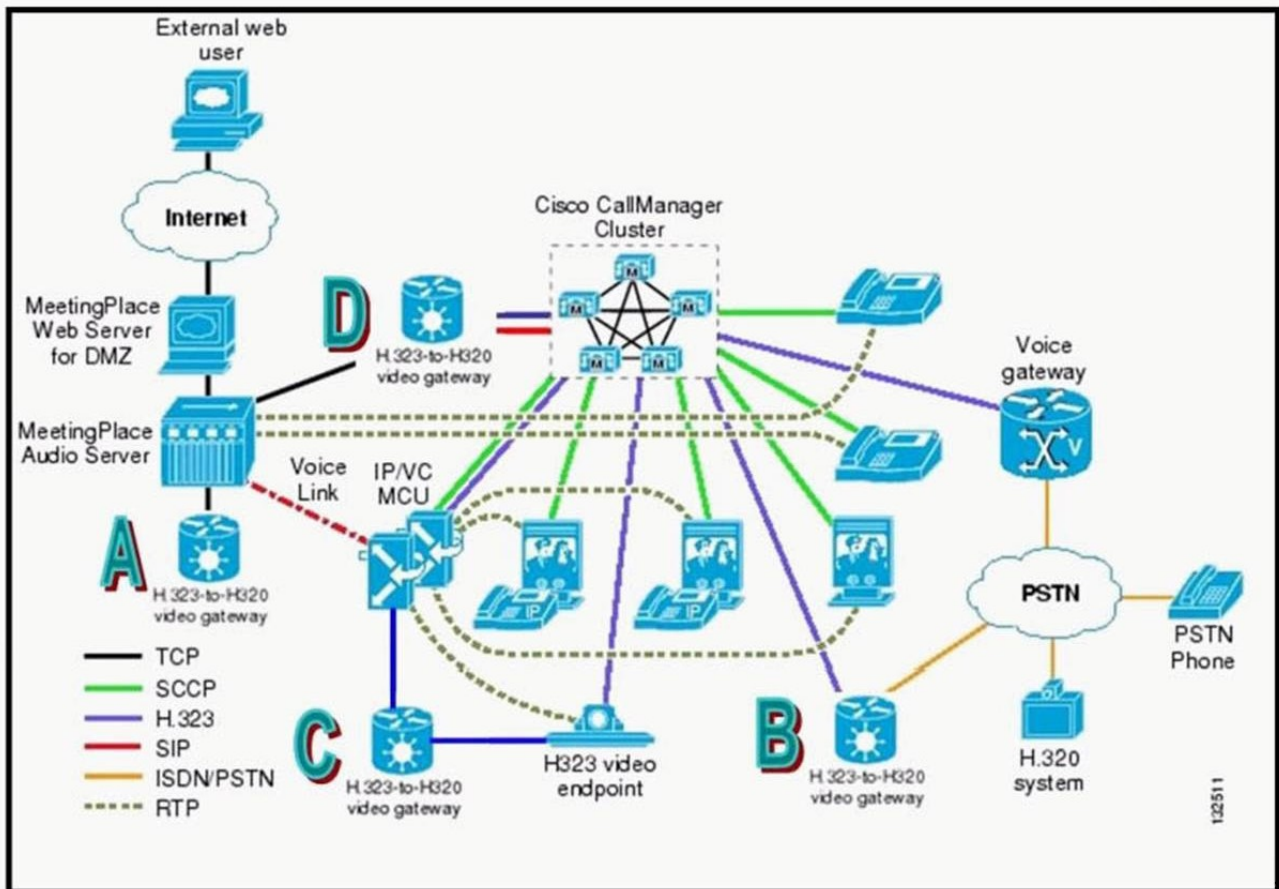 External web
user
Internet
Cisco CallManager
Cluster
MeetingPlace
Web Server
for DMZ
D
H.323-to-H320
video gateway
M
M
M
M
M
Voice
gateway
V
MeetingPlace
Audio Server
Voice
Link
IP/VC
MCU
A
H.323-to-H320
video gateway
IP
IP
PSTN
PSTN
Phone
TCP
SCCP
H.323
SIP
ISDN/PSTN
RTP
C
H.323-to-H320
video gateway
H323 video
endpoint
B
H.323-to-H320
video gateway
H.320
system
132511